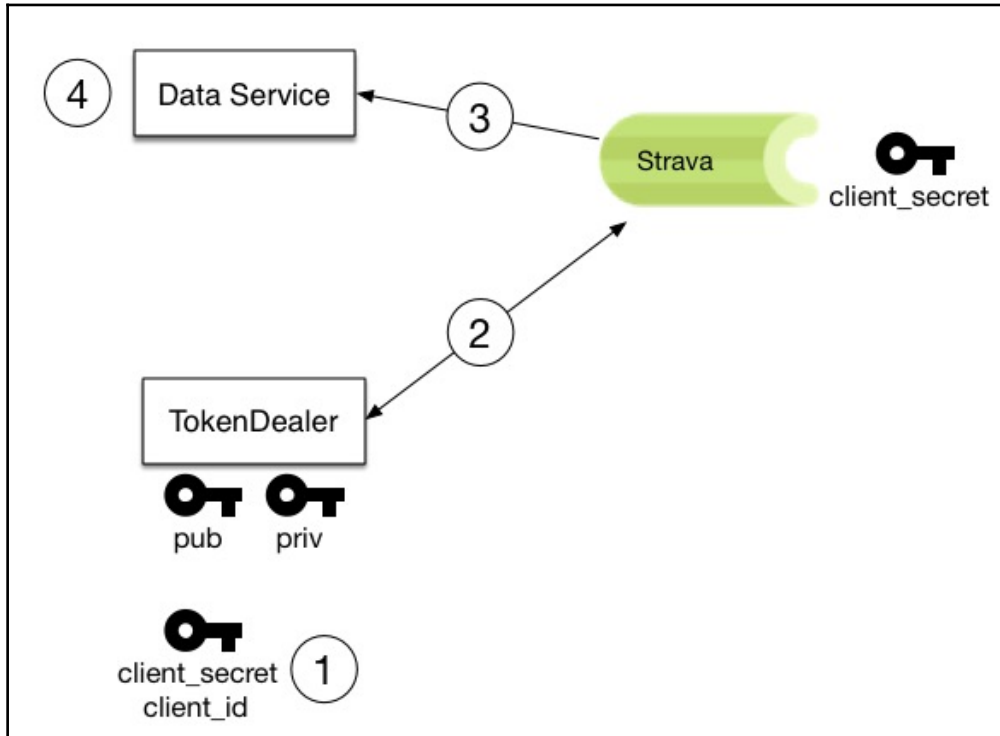 4
Data Service
3
Strava
client_secret
2
TokenDealer
pub
priv
client_secret
client_id
1